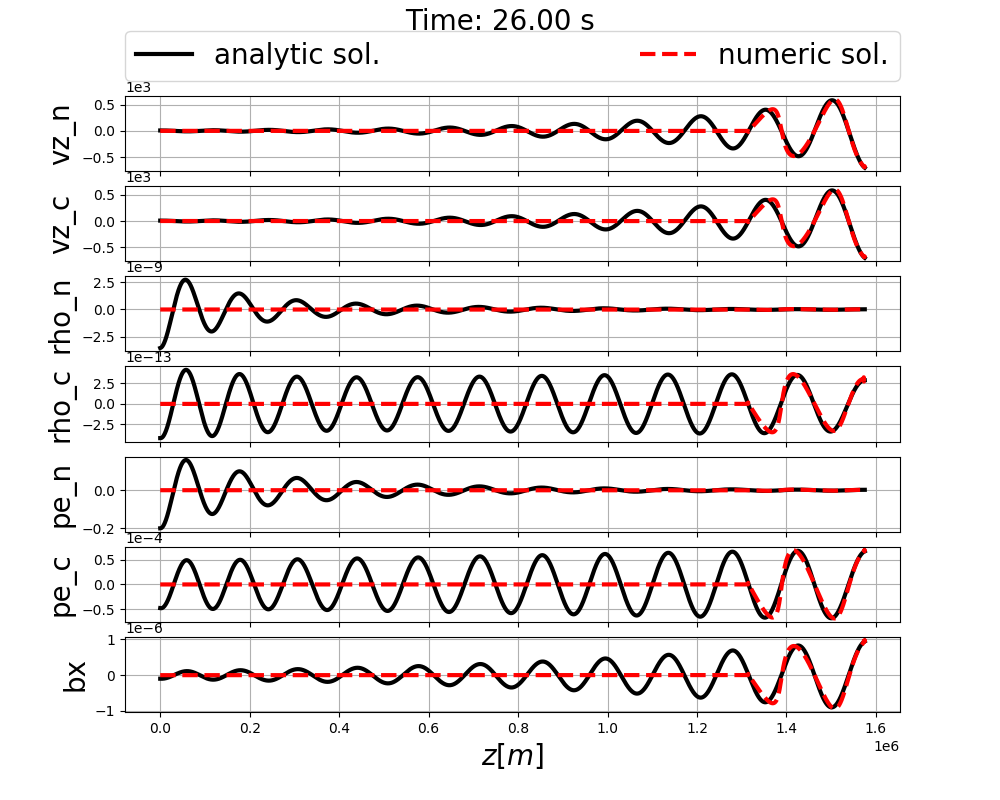 Time: 26.00 s
analytic sol.
numeric sol.
1e3
vz_n
0.5
0.0
−0.5
1e3
vz_c
0.5
0.0
−0.5
1e−9
rho_n
2.5
0.0
−2.5
1e−13
rho_c
2.5
0.0
−2.5
pe_n
0.0
−0.2
1e−4
pe_c
0.5
0.0
−0.5
1e−6
bx
1
0
−1
0.0 0.2 0.4 0.6 0.8 1.0 1.2 1.4 1.6
z[m]
1e6